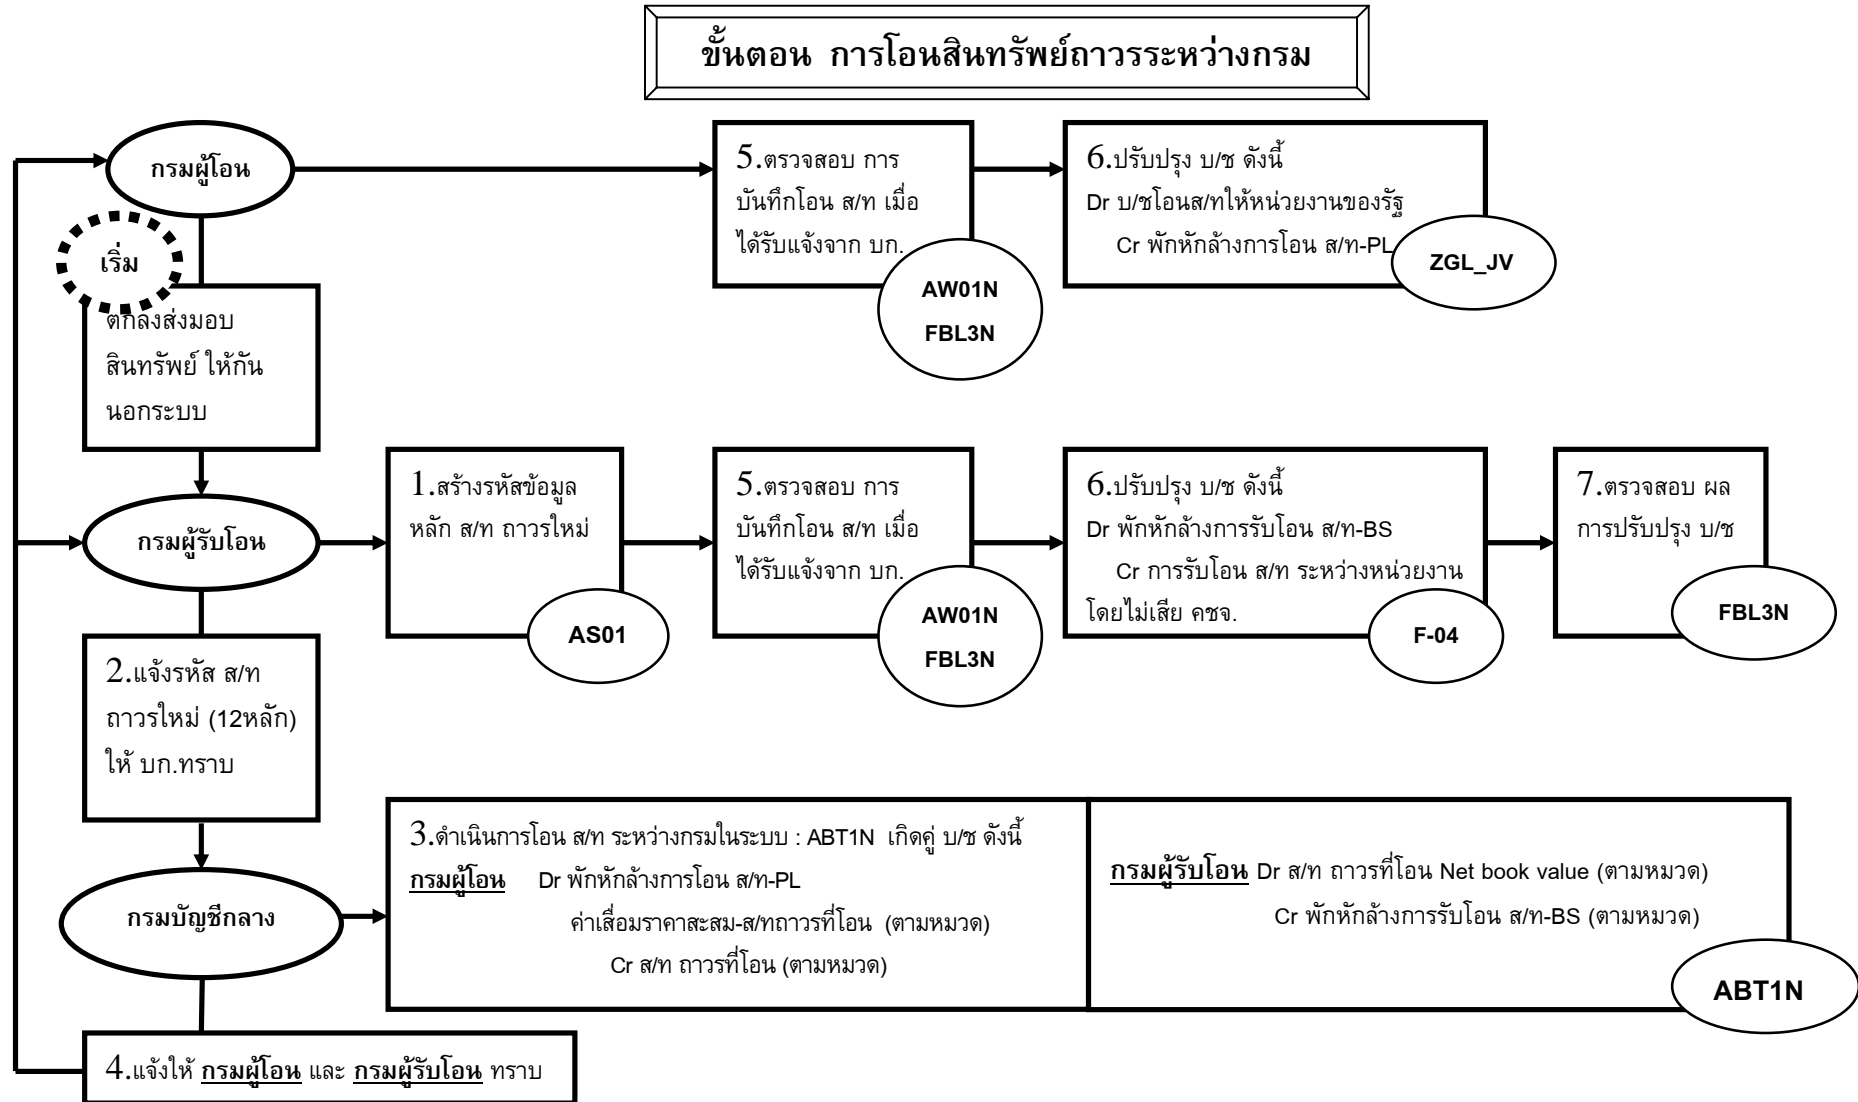 ขั้นตอน การโอนสินทรัพย์ถาวรระหว่างกรม
กรมผู้โอน
เริ่ม
ตกลงส่งมอบ
สินทรัพย์ ให้กัน
นอกระบบ
5.ตรวจสอบ การ
บันทึกโอน ส/ท เมื่อ
ได้รับแจ้งจาก บก.
AW01N
FBL3N
6.ปรับปรุง บ/ช ดังนี้
Dr บ/ชโอนส/ทให้หน่วยงานของรัฐ
Cr พักหักล้างการโอน ส/ท-PL
ZGL_JV
กรมผู้รับโอน
1.สร้างรหัสข้อมูล
หลัก ส/ท ถาวรใหม่
AS01
5.ตรวจสอบ การ
บันทึกโอน ส/ท เมื่อ
ได้รับแจ้งจาก บก.
AW01N
FBL3N
6.ปรับปรุง บ/ช ดังนี้
Dr พักหักล้างการรับโอน ส/ท-BS
Cr การรับโอน ส/ท ระหว่างหน่วยงาน
โดยไม่เสีย คชจ.
F-04
7.ตรวจสอบ ผล
การปรับปรุง บ/ช
FBL3N
2.แจ้งรหัส ส/ท
ถาวรใหม่ (12หลัก)
ให้ บก.ทราบ
กรมบัญชีกลาง
3.ดำเนินการโอน ส/ท ระหว่างกรมในระบบ : ABT1N เกิดคู่ บ/ช ดังนี้
กรมผู้โอน Dr พักหักล้างการโอน ส/ท-PL
ค่าเสื่อมราคาสะสม-ส/ทถาวรที่โอน (ตามหมวด)
Cr ส/ท ถาวรที่โอน (ตามหมวด)
กรมผู้รับโอน Dr ส/ท ถาวรที่โอน Net book value (ตามหมวด)
Cr พักหักล้างการรับโอน ส/ท-BS (ตามหมวด)
ABT1N
4.แจ้งให้ กรมผู้โอน และ กรมผู้รับโอน ทราบ